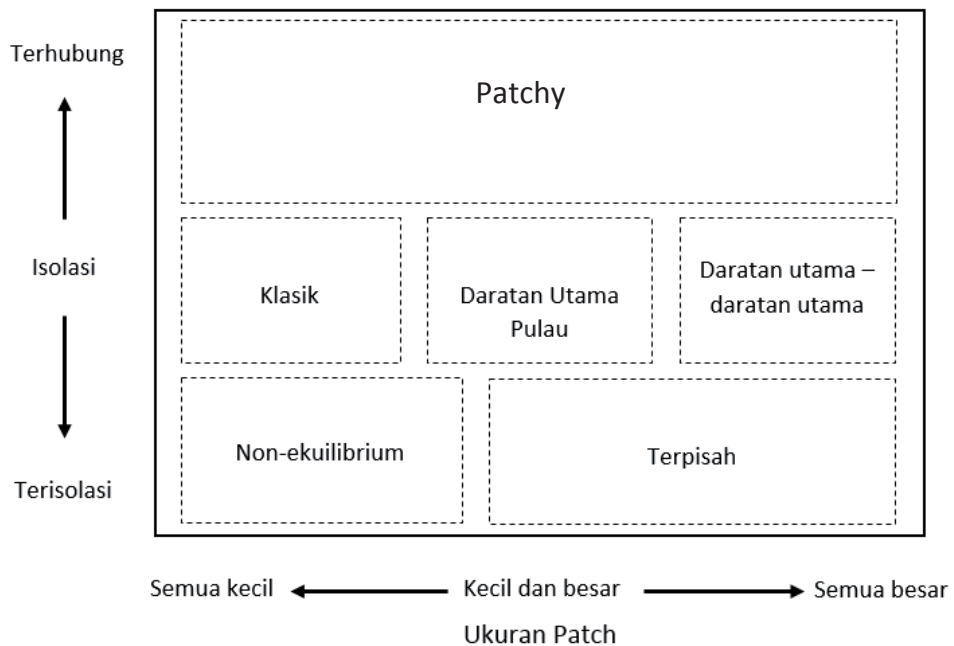 Terhubung
Patchy
Isolasi
Klasik
Daratan Utama
Pulau
Daratan utama –
daratan utama
Non-ekuilibrium
Terpisah
Terisolasi
Semua kecil
Kecil dan besar
Semua besar
Ukuran Patch